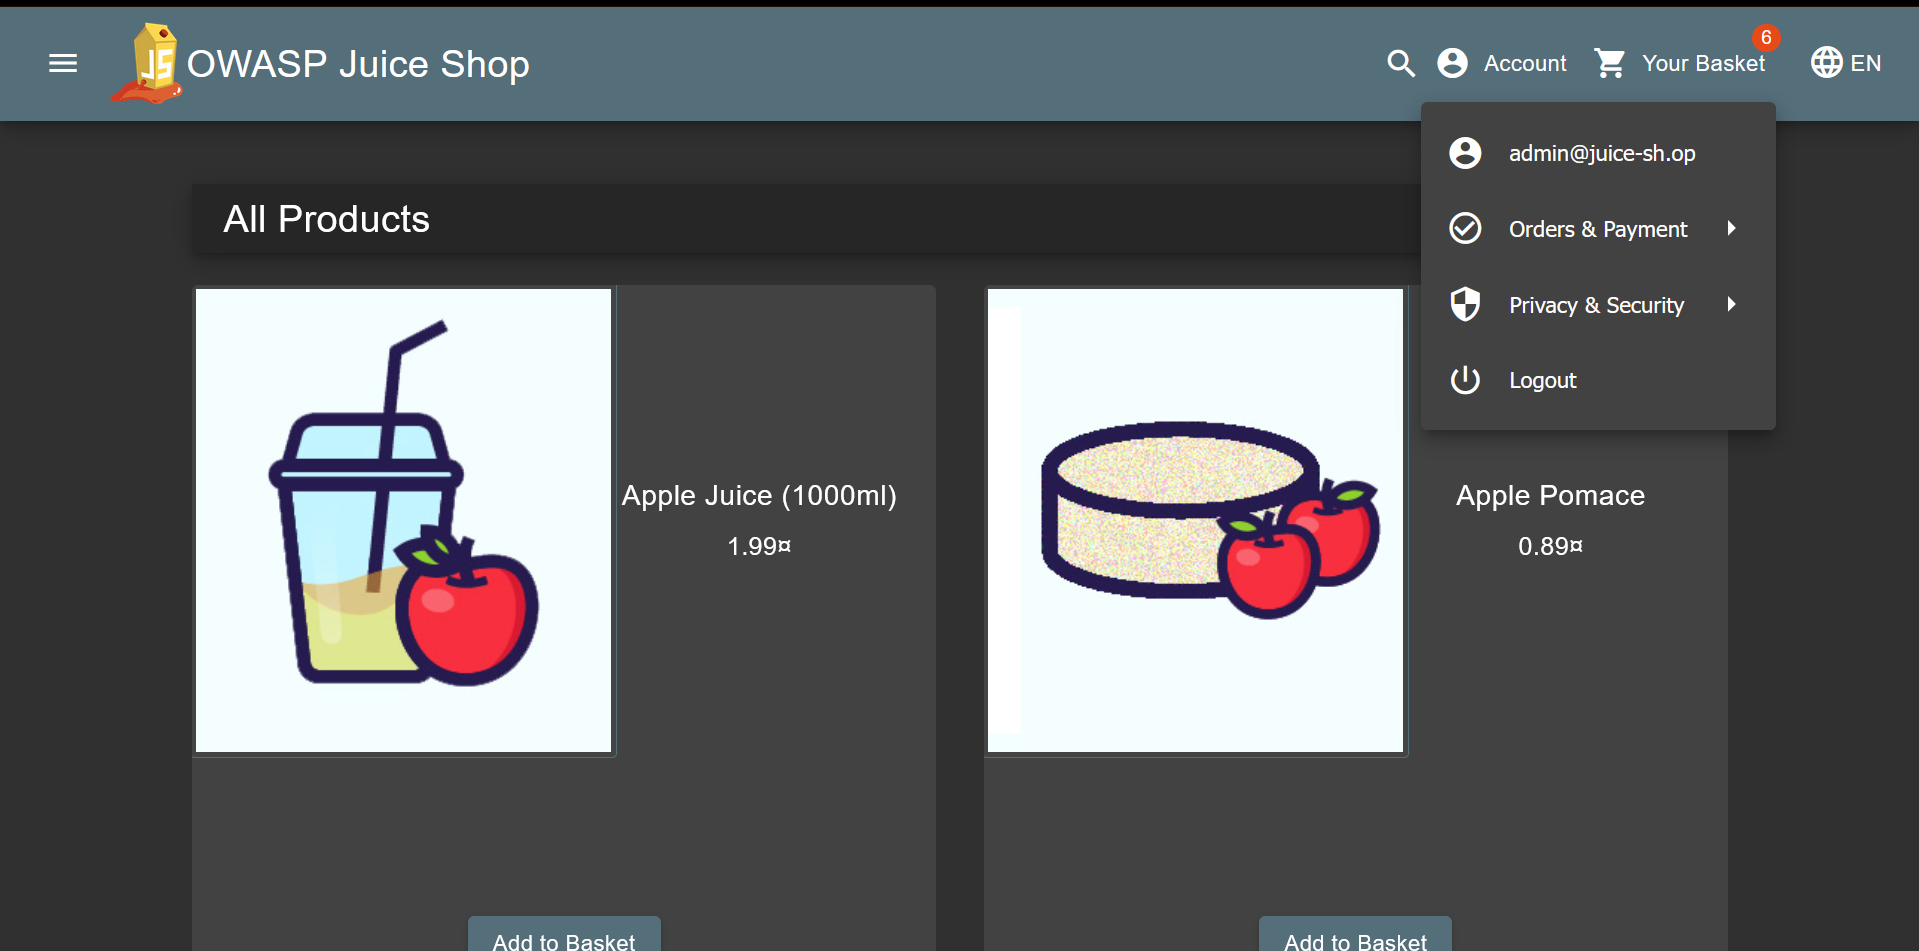 OWASP Juice Shop
Account
Your Basket
6
EN
admin@juice-sh.op
Orders & Payment
Privacy & Security
Logout
All Products
Apple Juice (1000ml)
1.99¤
Add to Basket
Apple Pomace
0.89¤
Add to Basket
JS